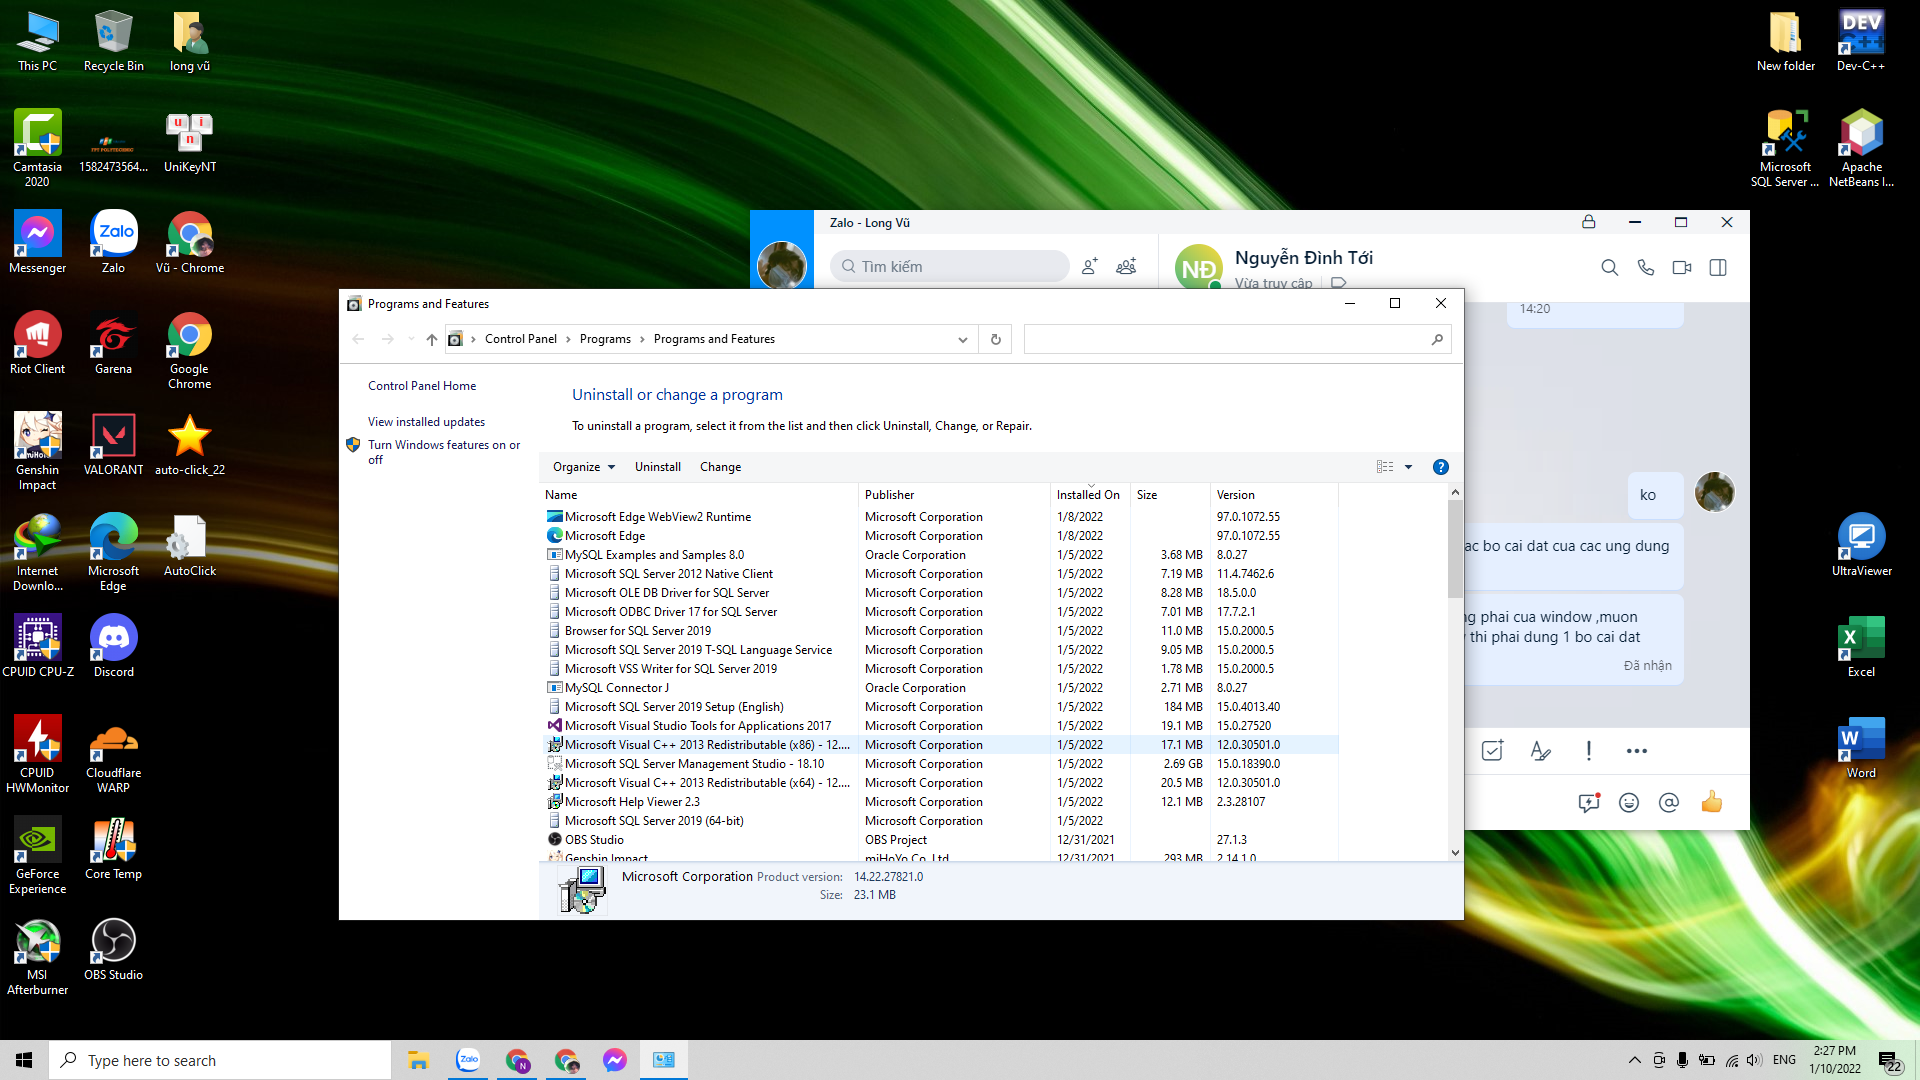 This PC
Recycle Bin
long vũ
Camtasia
2020
1582473564...
UniKeyNT
Messenger
Zalo
Zalo
Vũ - Chrome
Riot Client
Garena
Google
Chrome
Genshin
Impact
VALORANT
auto-click_22
Internet
Downlo...
Microsoft
Edge
AutoClick
CPUID CPU-Z
Discord
CPUID
HWMonitor
Cloudflare
WARP
GeForce
Experience
Core Temp
MSI
Afterburner
OBS Studio
New folder
DEV
C++
Dev-C++
Microsoft
SQL Server ...
Apache
NetBeans I...
UltraViewer
Excel
Word
Zalo - Long Vũ
Tìm kiếm
NĐ
Nguyễn Đình Tới
Vừa truy cập
14:20
ko
ac bo cai dat cua cac ung dung
ng phai cua window ,muon
thi phai dung 1 bo cai dat
Đã nhận
Programs and Features
Control Panel > Programs > Programs and Features
Control Panel Home
View installed updates
Turn Windows features on or
off
Uninstall or change a program
To uninstall a program, select it from the list and then click Uninstall, Change, or Repair.
Organize Uninstall Change
Name Publisher Installed On Size Version
Microsoft Edge WebView2 Runtime Microsoft Corporation 1/8/2022 97.0.1072.55
Microsoft Edge Microsoft Corporation 1/8/2022 97.0.1072.55
MySQL Examples and Samples 8.0 Oracle Corporation 1/5/2022 3.68 MB 8.0.27
Microsoft SQL Server 2012 Native Client Microsoft Corporation 1/5/2022 7.19 MB 11.4.7462.6
Microsoft OLE DB Driver for SQL Server Microsoft Corporation 1/5/2022 8.28 MB 18.5.0.0
Microsoft ODBC Driver 17 for SQL Server Microsoft Corporation 1/5/2022 7.01 MB 17.7.2.1
Browser for SQL Server 2019 Microsoft Corporation 1/5/2022 11.0 MB 15.0.2000.5
Microsoft SQL Server 2019 T-SQL Language Service Microsoft Corporation 1/5/2022 9.05 MB 15.0.2000.5
Microsoft VSS Writer for SQL Server 2019 Microsoft Corporation 1/5/2022 1.78 MB 15.0.2000.5
MySQL Connector J Oracle Corporation 1/5/2022 2.71 MB 8.0.27
Microsoft SQL Server 2019 Setup (English) Microsoft Corporation 1/5/2022 184 MB 15.0.4013.40
Microsoft Visual Studio Tools for Applications 2017 Microsoft Corporation 1/5/2022 19.1 MB 15.0.27520
Microsoft Visual C++ 2013 Redistributable (x86) - 12.... Microsoft Corporation 1/5/2022 17.1 MB 12.0.30501.0
Microsoft SQL Server Management Studio - 18.10 Microsoft Corporation 1/5/2022 2.69 GB 15.0.18390.0
Microsoft Visual C++ 2013 Redistributable (x64) - 12.... Microsoft Corporation 1/5/2022 20.5 MB 12.0.30501.0
Microsoft Help Viewer 2.3 Microsoft Corporation 1/5/2022 12.1 MB 2.3.28107
Microsoft SQL Server 2019 (64-bit) Microsoft Corporation 1/5/2022
OBS Studio OBS Project 12/31/2021 27.1.3
Genshin Impact miHoYo Co.,Ltd 12/31/2021 293 MB 2.14.1.0
Microsoft Corporation Product version: 14.22.27821.0
Size: 23.1 MB
Type here to search
Zalo
ENG
2:27 PM
1/10/2022
22